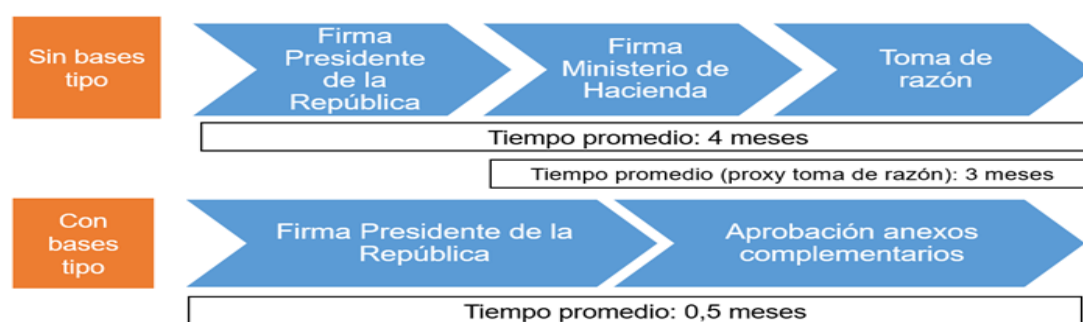 Sin bases
tipo
Firma
Presidente
de la
República
Firma
Ministerio de
Hacienda
Toma de
razón
Tiempo promedio: 4 meses
Tiempo promedio (proxy toma de razón): 3 meses
Con
bases
tipo
Firma Presidente de la
República
Aprobación anexos
complementarios
Tiempo promedio: 0,5 meses